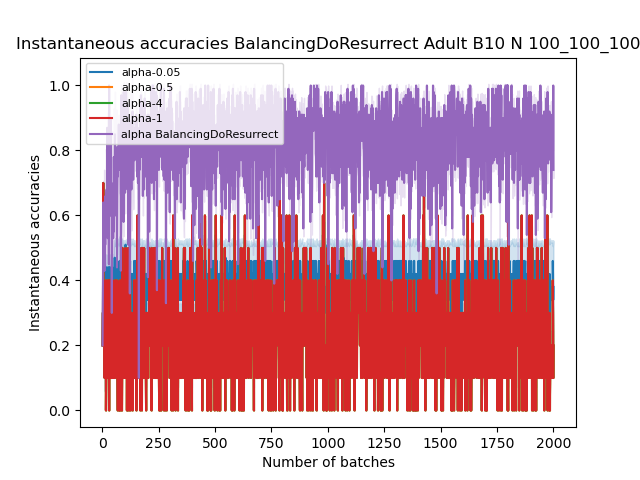 Instantaneous accuracies BalancingDoResurrect Adult B10 N 100_100_100
alpha-0.05
alpha-0.5
alpha-4
alpha-1
alpha BalancingDoResurrect
Instantaneous accuracies
1.0
0.8
0.6
0.4
0.2
0.0
0 250 500 750 1000 1250 1500 1750 2000
Number of batches